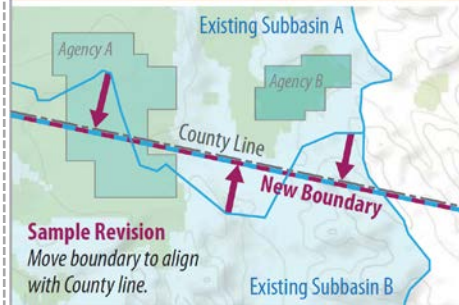 Existing Subbasin A
Agency A
Agency B
County Line
New Boundary
Sample Revision
Move boundary to align
with County line.
Existing Subbasin B